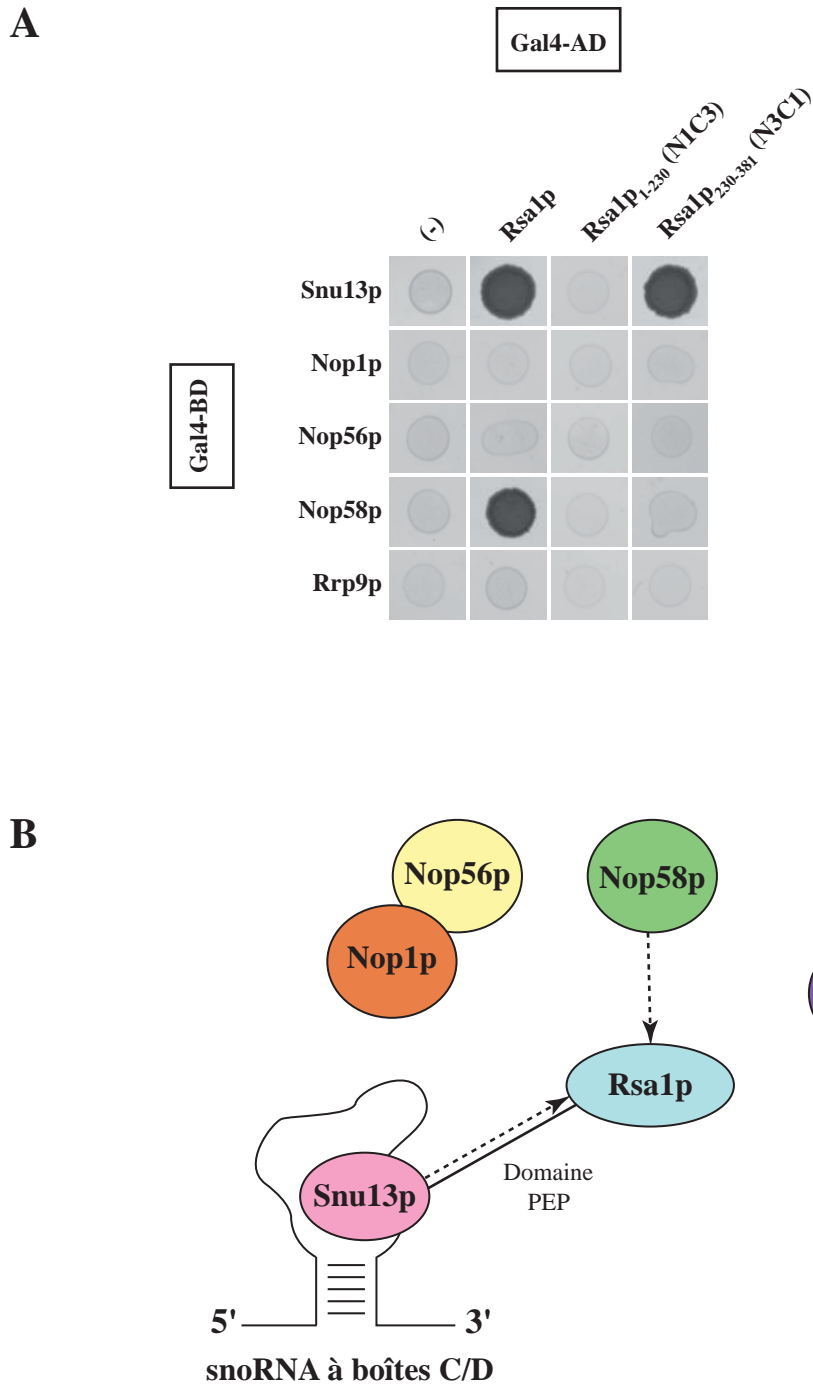 A
Gal4-AD
(-)
Rsa1p
Rsa1p1-230 (N1C3)
Rsa1p230-381 (N3C1)
Gal4-BD
Snu13p
Nop1p
Nop56p
Nop58p
Rrp9p
B
Nop56p
Nop58p
Nop1p
Rsa1p
Snu13p
Domaine
PEP
5'
3'
snoRNA à boîtes C/D